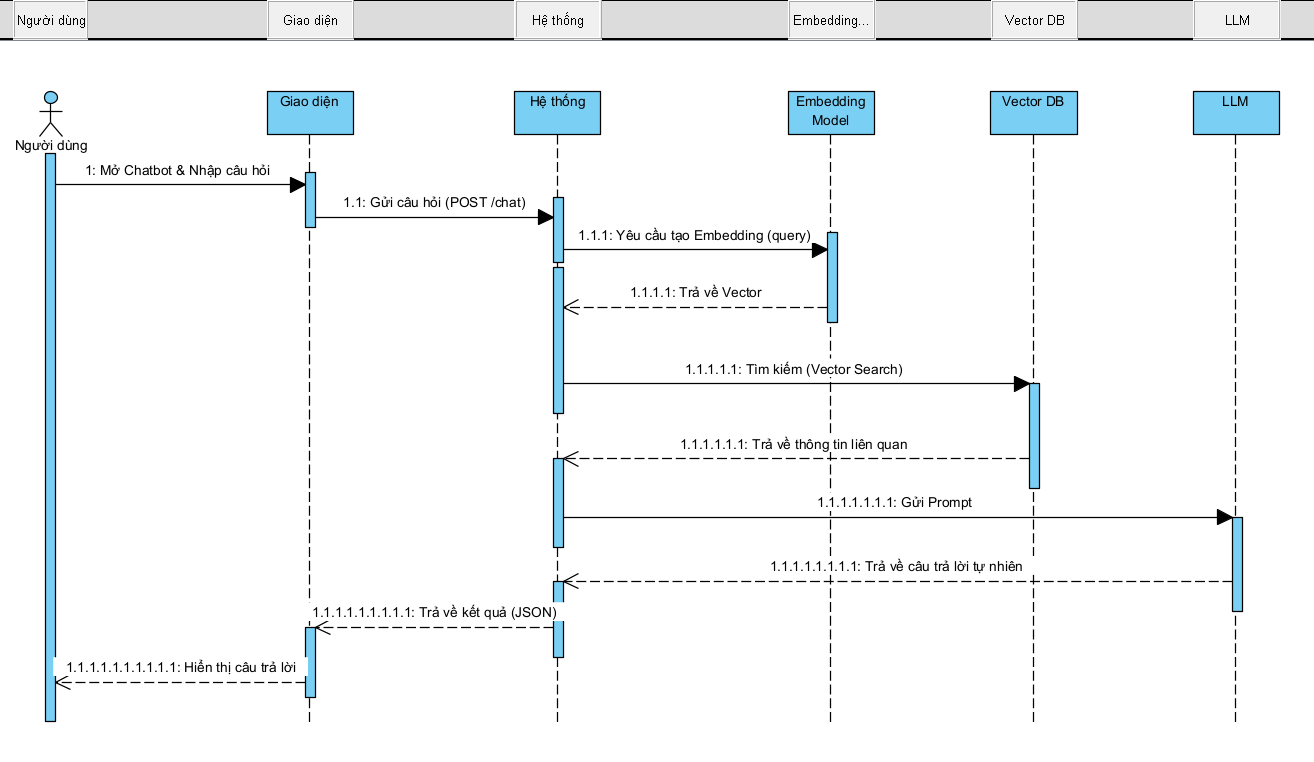 Người dùng
Giao diện
Hệ thống
Embedding...
Vector DB
LLM
Giao diện
Hệ thống
Embedding
Model
Vector DB
LLM
Người dùng
1: Mở Chatbot & Nhập câu hỏi
1.1: Gửi câu hỏi (POST /chat)
1.1.1: Yêu cầu tạo Embedding (query)
1.1.1.1: Trả về Vector
1.1.1.1.1: Tìm kiếm (Vector Search)
1.1.1.1.1.1: Trả về thông tin liên quan
1.1.1.1.1.1.1: Gửi Prompt
1.1.1.1.1.1.1.1: Trả về câu trả lời tự nhiên
1.1.1.1.1.1.1.1.1: Trả về kết quả (JSON)
1.1.1.1.1.1.1.1.1.1: Hiển thị câu trả lời